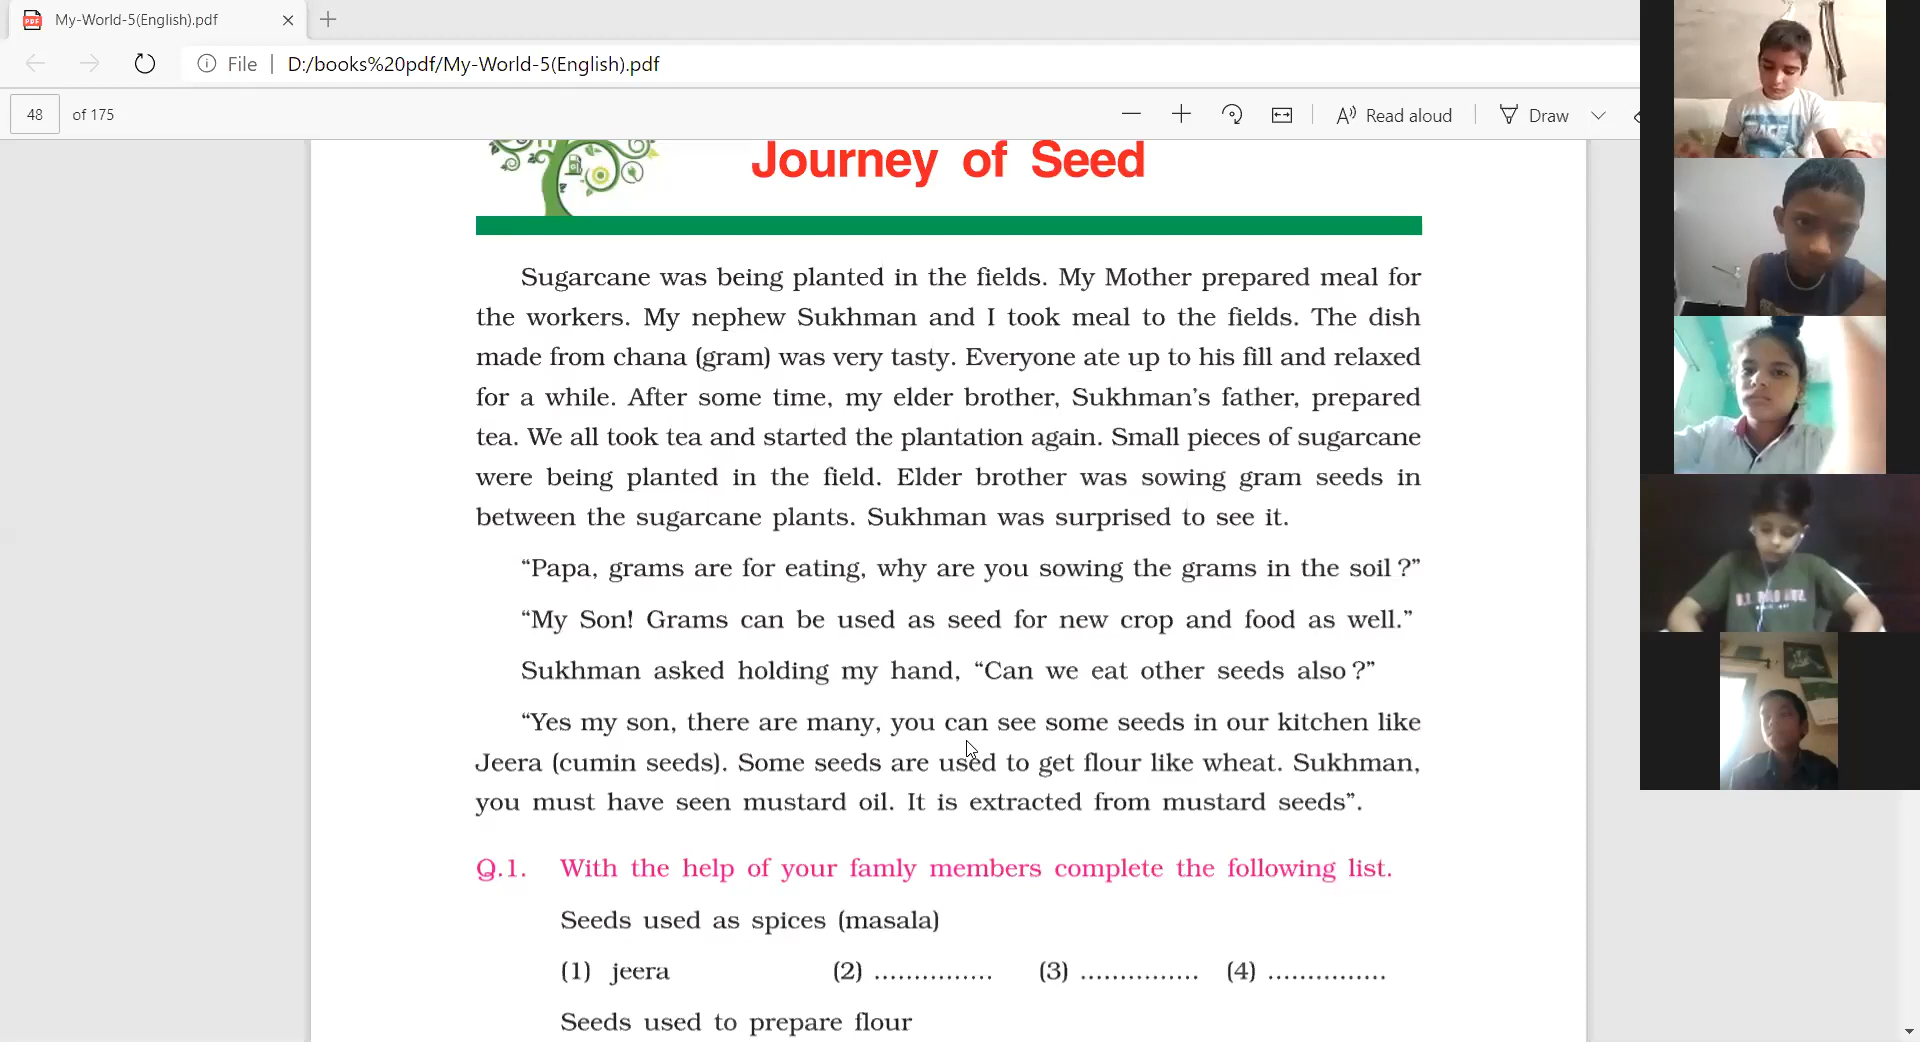 My-World-5(English).pdf
File | D:/books%20pdf/My-World-5(English).pdf
48 of 175 Read aloud Draw
Journey of Seed
Sugarcane was being planted in the fields. My Mother prepared meal for
the workers. My nephew Sukhman and I took meal to the fields. The dish
made from chana (gram) was very tasty. Everyone ate up to his fill and relaxed
for a while. After some time, my elder brother, Sukhman’s father, prepared
tea. We all took tea and started the plantation again. Small pieces of sugarcane
were being planted in the field. Elder brother was sowing gram seeds in
between the sugarcane plants. Sukhman was surprised to see it.
“Papa, grams are for eating, why are you sowing the grams in the soil ?”
“My Son! Grams can be used as seed for new crop and food as well.”
Sukhman asked holding my hand, “Can we eat other seeds also ?”
“Yes my son, there are many, you can see some seeds in our kitchen like
Jeera (cumin seeds). Some seeds are used to get flour like wheat. Sukhman,
you must have seen mustard oil. It is extracted from mustard seeds”.
Q.1. With the help of your famly members complete the following list.
Seeds used as spices (masala)
(1) jeera (2) ............... (3) ............... (4) ...............
Seeds used to prepare flour